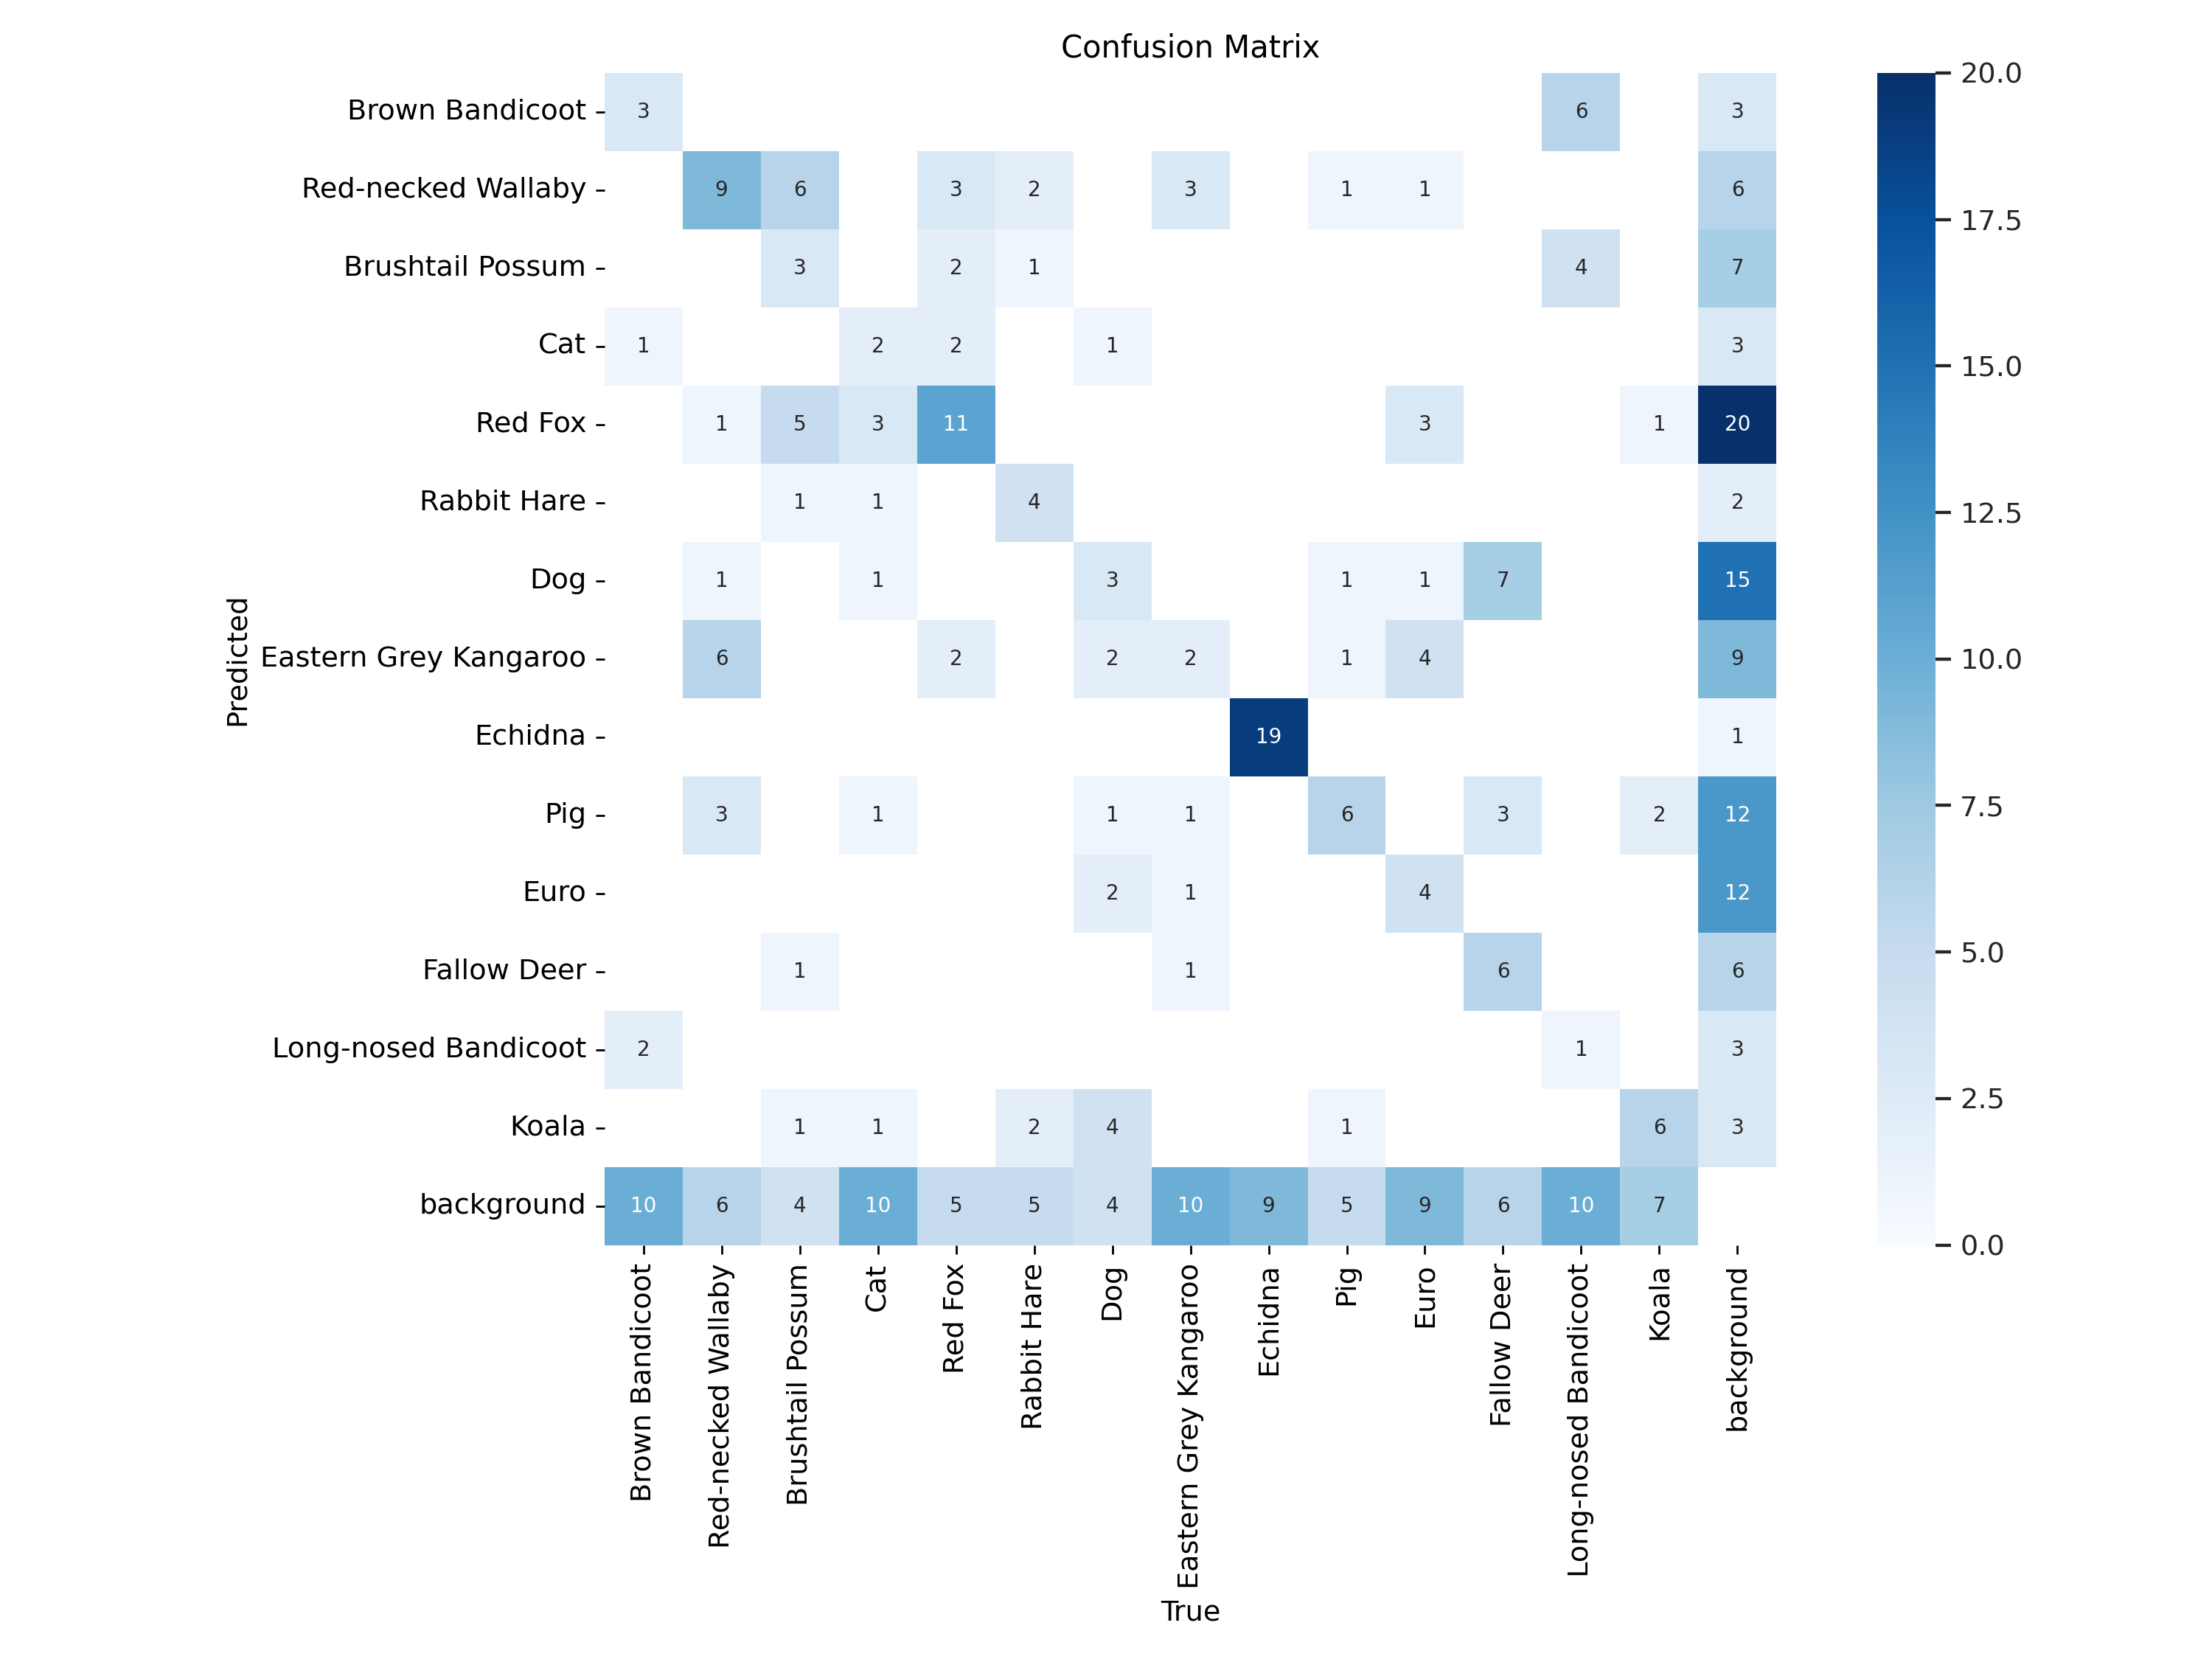 Confusion Matrix
Brown Bandicoot 3 6 3
Red-necked Wallaby 9 6 3 2 3 1 1 6
Brushtail Possum 3 2 1 4 7
Cat 1 2 2 1 3
Red Fox 1 5 3 11 3 1 20
Rabbit Hare 1 1 4 2
Dog 1 1 3 1 1 7 15
Eastern Grey Kangaroo 6 2 2 2 1 4 9
Echidna 19 1
Pig 3 1 1 1 6 3 2 12
Euro 2 1 4 12
Fallow Deer 1 1 6 6
Long-nosed Bandicoot 2 1 3
Koala 1 1 2 4 1 6 3
background 10 6 4 10 5 5 4 10 9 5 9 6 10 7
Predicted
Brown Bandicoot
Red-necked Wallaby
Brushtail Possum
Cat
Red Fox
Rabbit Hare
Dog
Eastern Grey Kangaroo
Echidna
Pig
Euro
Fallow Deer
Long-nosed Bandicoot
Koala
background
True
20.0
17.5
15.0
12.5
10.0
7.5
5.0
2.5
0.0